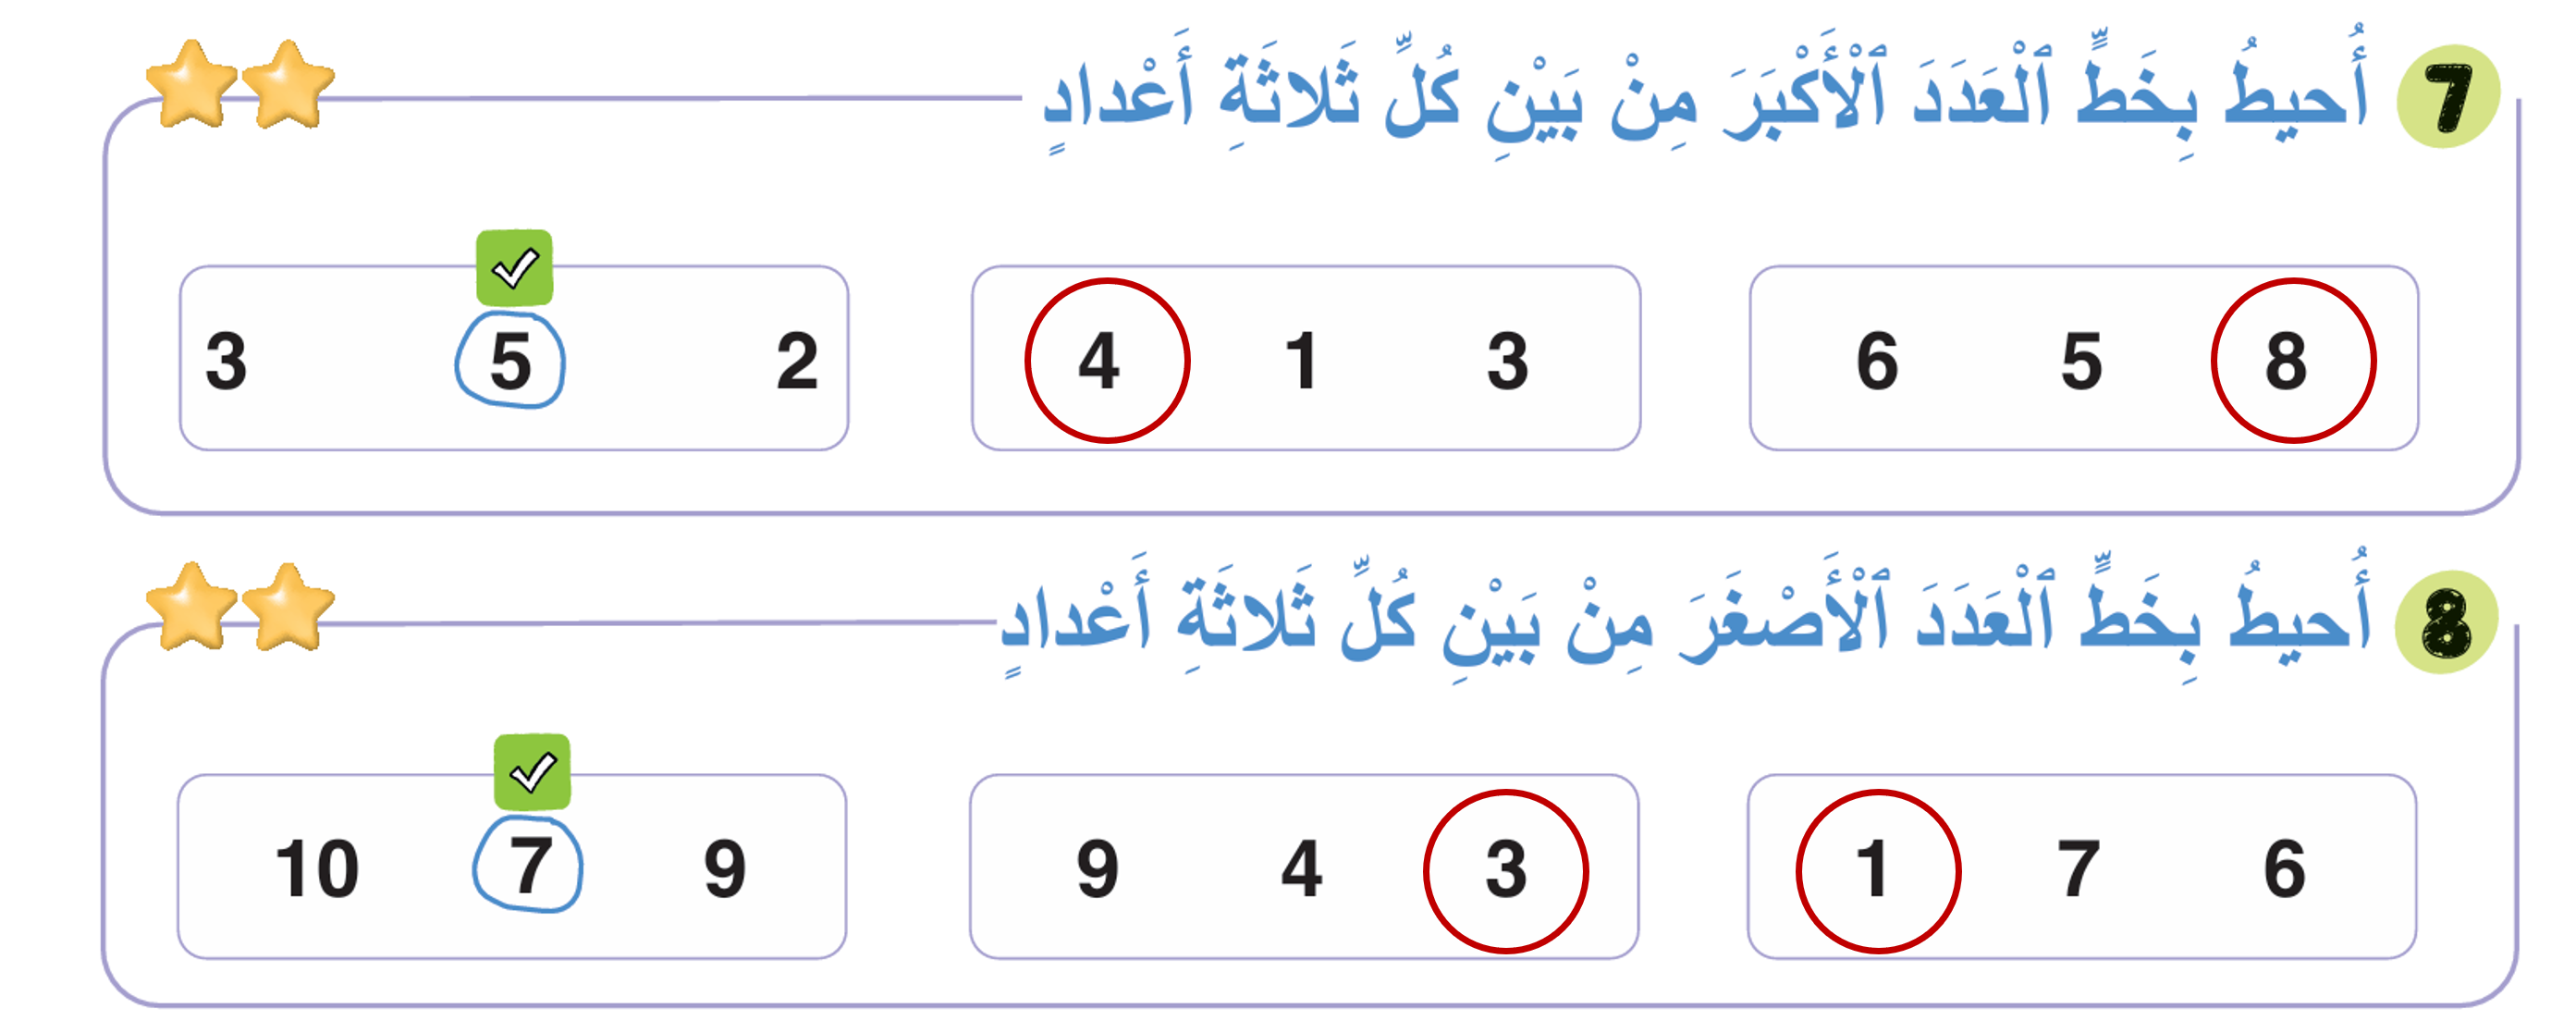 7 أُحيطُ بِخَطٍّ ٱلْعَدَدَ ٱلْأَكْبَرَ مِنْ بَيْنِ كُلِّ ثَلاثَةِ أَعْدادٍ
3 5 2
4 1 3
6 5 8
8 أُحيطُ بِخَطٍّ ٱلْعَدَدَ ٱلْأَصْغَرَ مِنْ بَيْنِ كُلِّ ثَلاثَةِ أَعْدادٍ
10 7 9
9 4 3
1 7 6